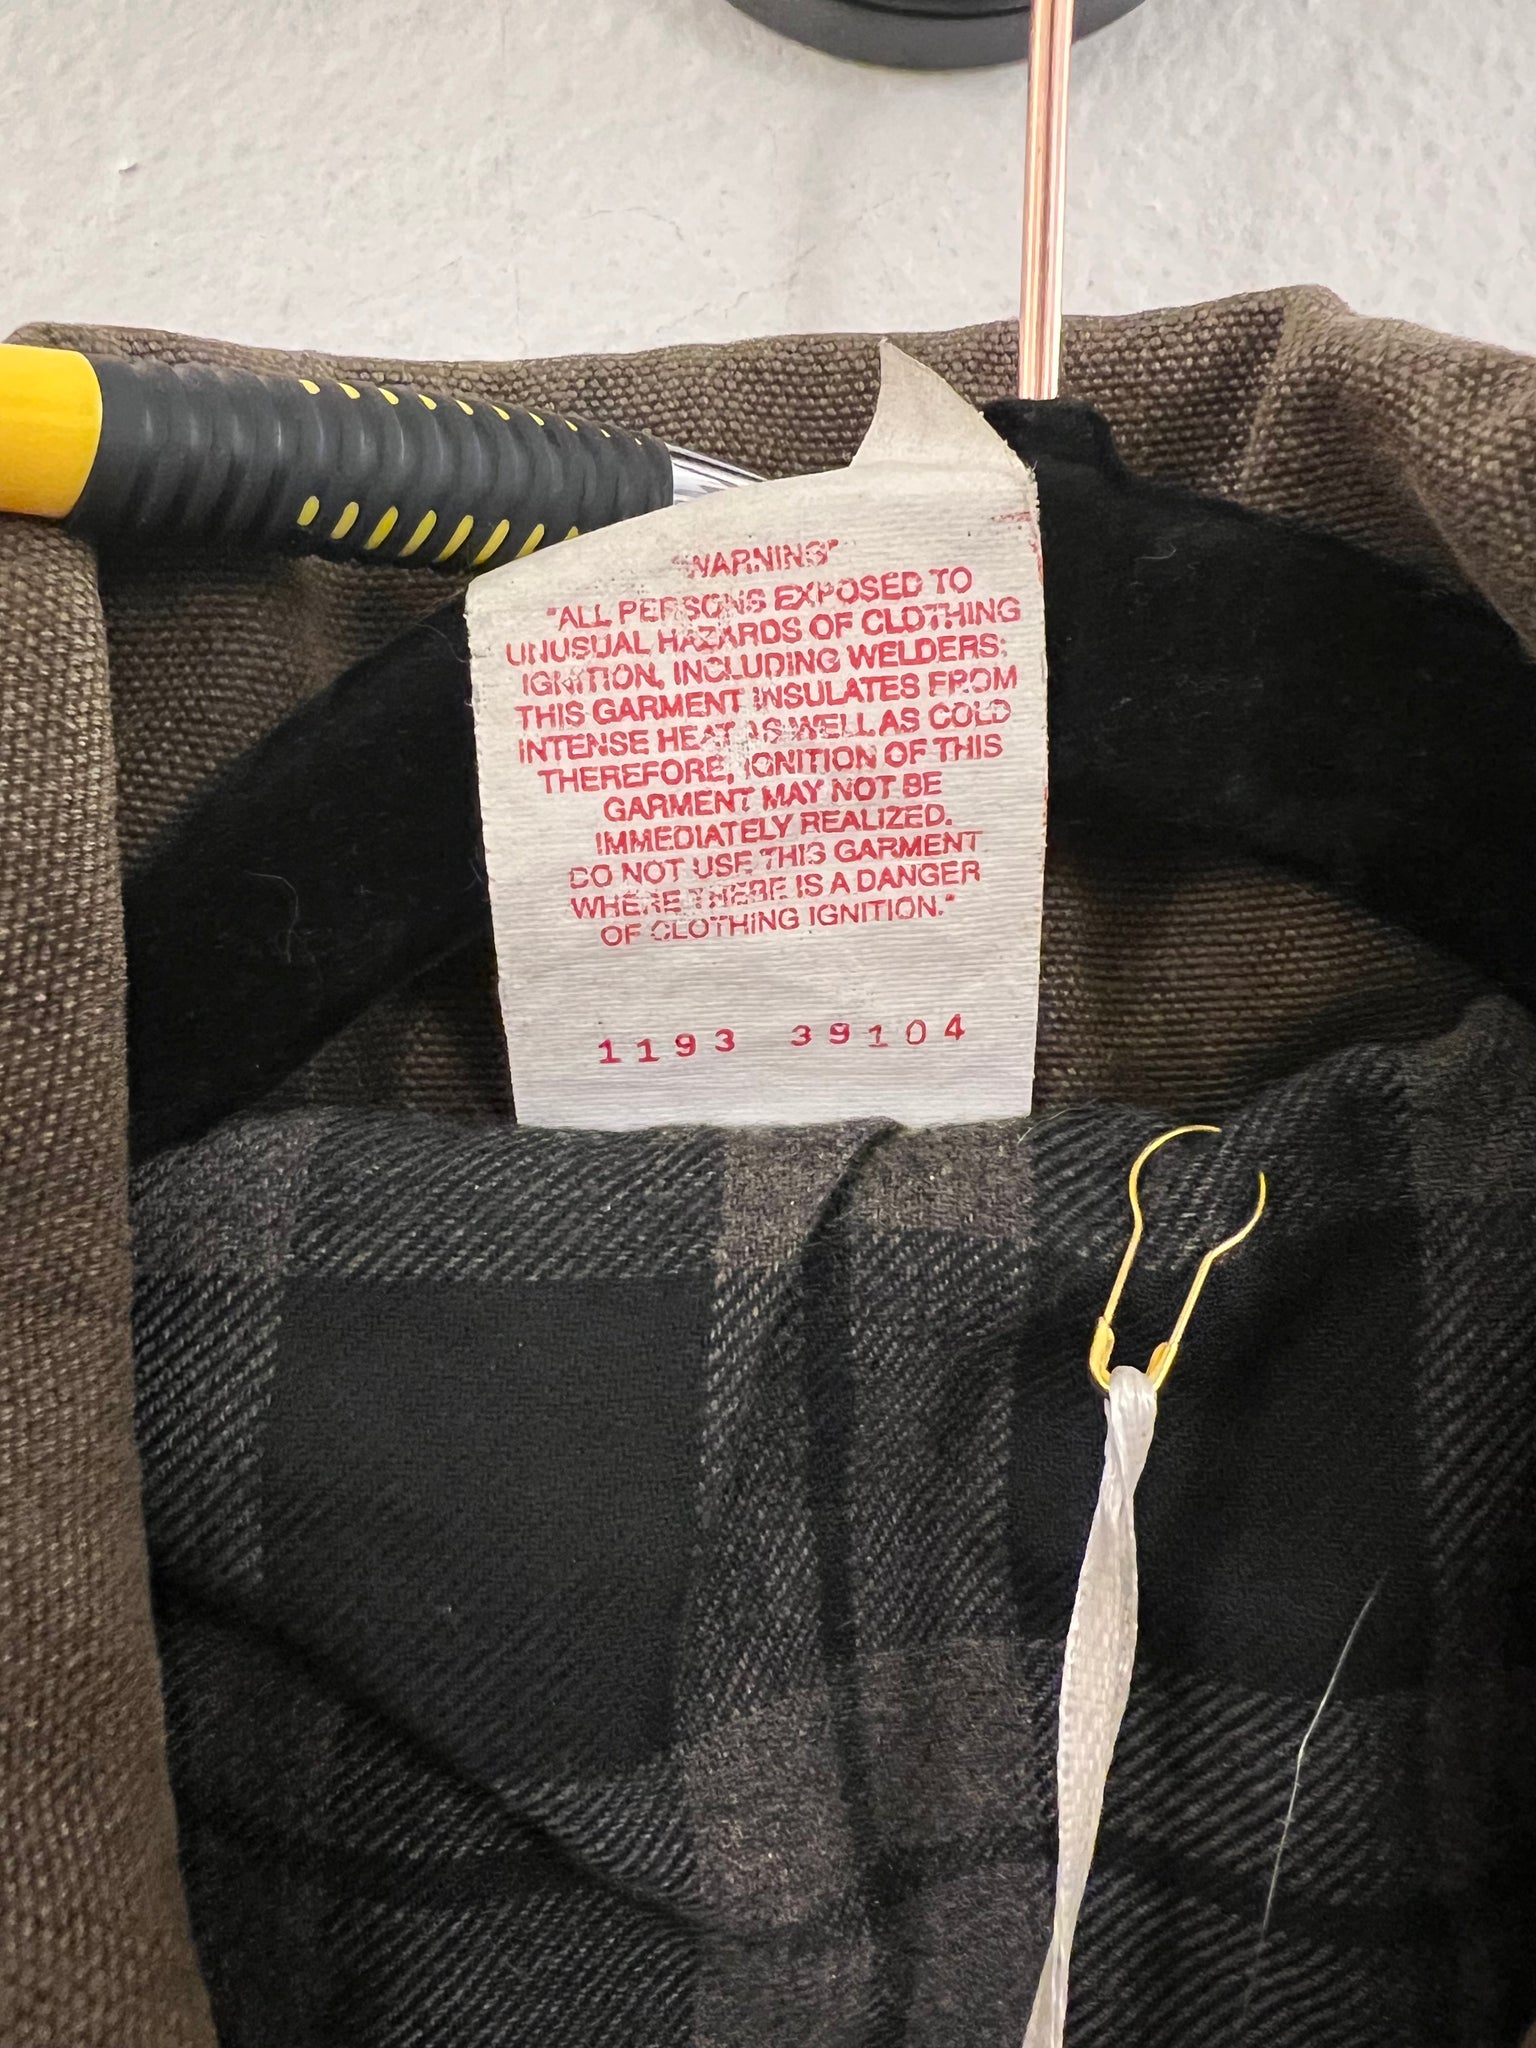 "WARNING"
"ALL PERSONS EXPOSED TO
UNUSUAL HAZARDS OF CLOTHING
IGNITION, INCLUDING WELDERS:
THIS GARMENT INSULATES FROM
INTENSE HEAT AS WELL AS COLD
THEREFORE, IGNITION OF THIS
GARMENT MAY NOT BE
IMMEDIATELY REALIZED.
DO NOT USE THIS GARMENT
WHERE THERE IS A DANGER
OF CLOTHING IGNITION."
1193 39104